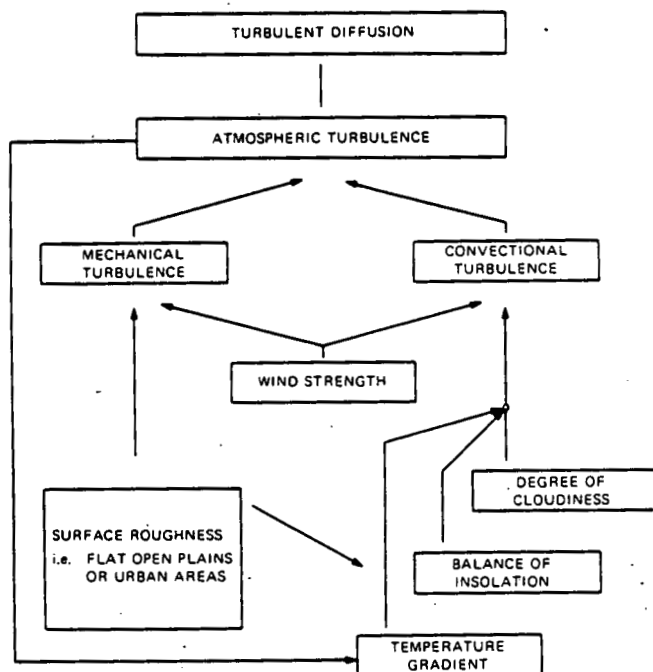 TURBULENT DIFFUSION
ATMOSPHERIC TURBULENCE
MECHANICAL
TURBULENCE
CONVECTIONAL
TURBULENCE
WIND STRENGTH
DEGREE OF
CLOUDINESS
SURFACE ROUGHNESS
i.e. FLAT OPEN PLAINS
OR URBAN AREAS
BALANCE OF
INSOLATION
TEMPERATURE
GRADIENT